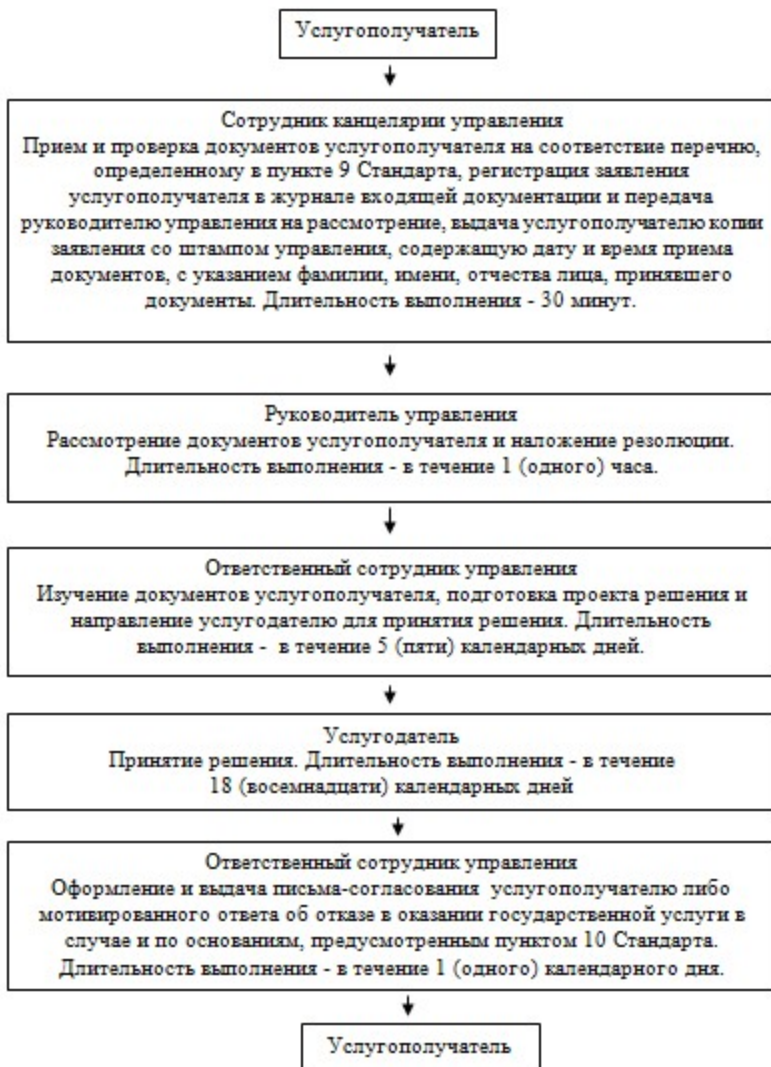 Услугополучатель
Сотрудник канцелярии управления
Прием и проверка документов услугополучателя на соответствие перечню,
определенному в пункте 9 Стандарта, регистрация заявления
услугополучателя в журнале входящей документации и передача
руководителю управления на рассмотрение, выдача услугополучателю копии
заявления со штампом управления, содержащую дату и время приема
документов, с указанием фамилии, имени, отчества лица, принявшего
документы. Длительность выполнения - 30 минут.
Руководитель управления
Рассмотрение документов услугополучателя и наложение резолюции.
Длительность выполнения - в течение 1 (одного) часа.
Ответственный сотрудник управления
Изучение документов услугополучателя, подготовка проекта решения и
направление услугодателю для принятия решения. Длительность
выполнения - в течение 5 (пяти) календарных дней.
Услугодатель
Принятие решения. Длительность выполнения - в течение
18 (восемнадцати) календарных дней
Ответственный сотрудник управления
Оформление и выдача письма-согласования услугополучателю либо
мотивированного ответа об отказе в оказании государственной услуги в
случае и по основаниям, предусмотренным пунктом 10 Стандарта.
Длительность выполнения - в течение 1 (одного) календарного дня.
Услугополучатель